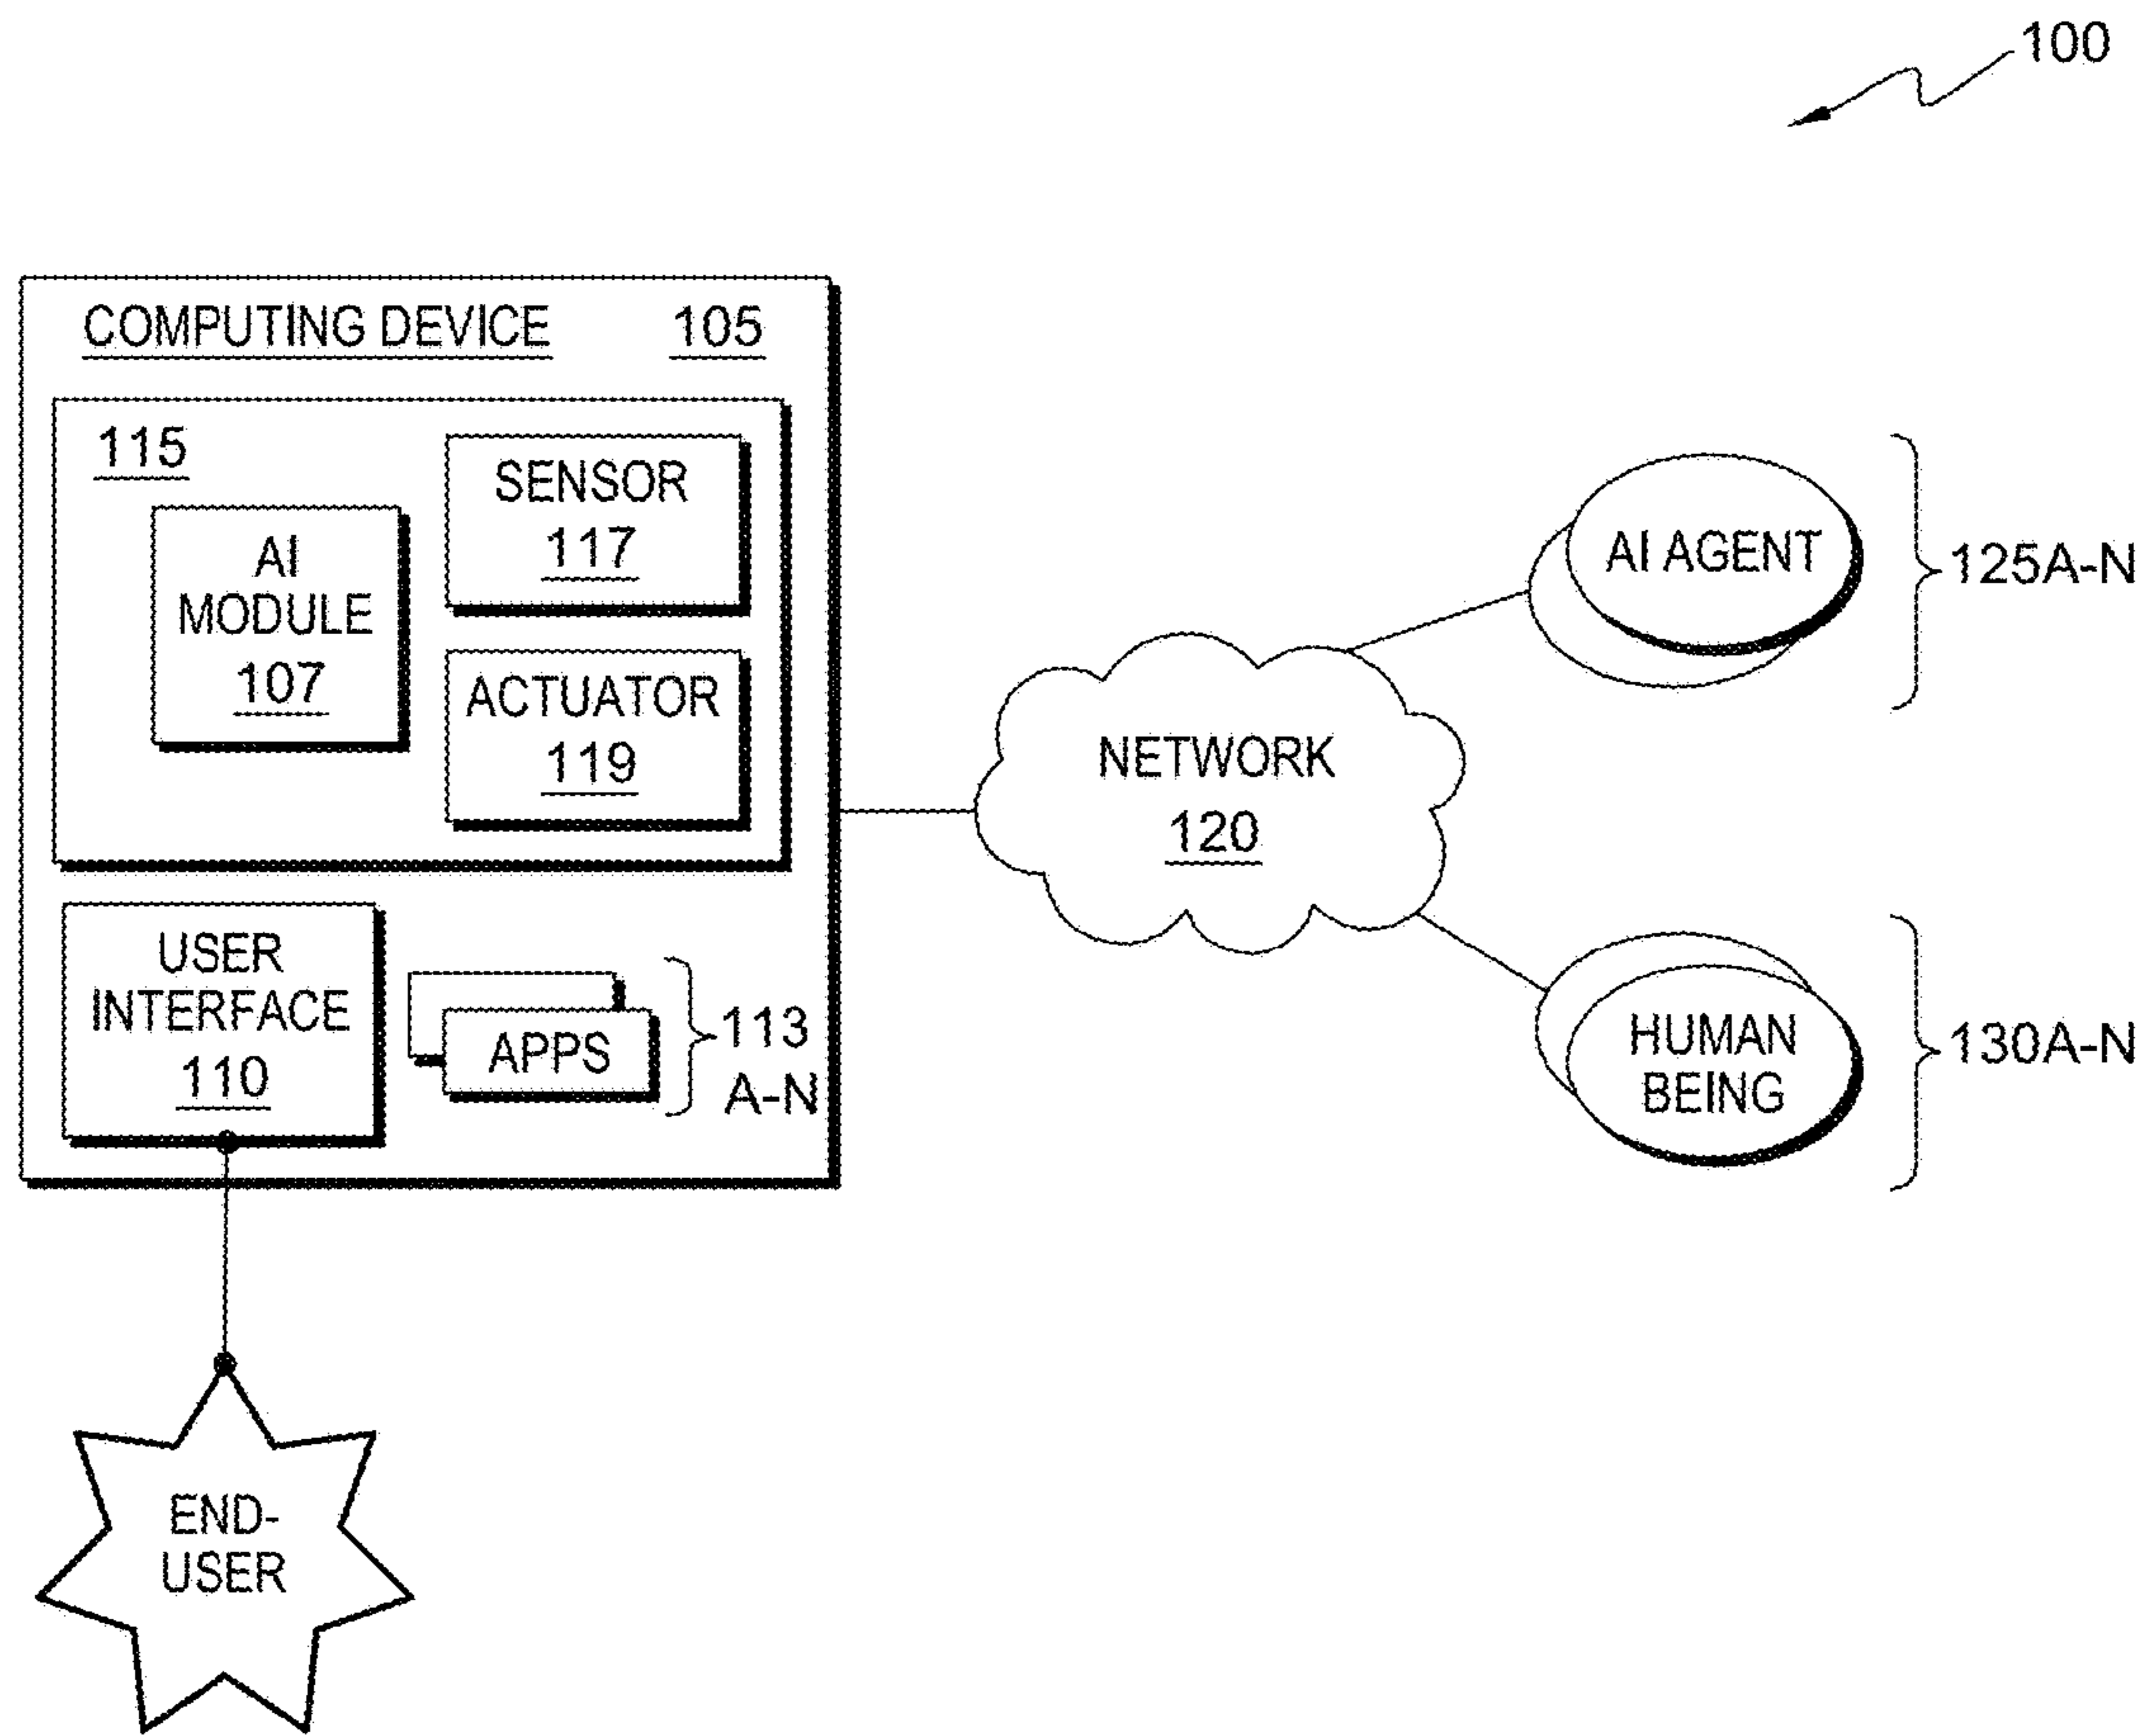 100
COMPUTING DEVICE 105
115
SENSOR
117
AI
MODULE
107
ACTUATOR
119
AI AGENT
125A-N
NETWORK
120
USER
INTERFACE
110
APPS
113
A-N
HUMAN
BEING
130A-N
END-
USER